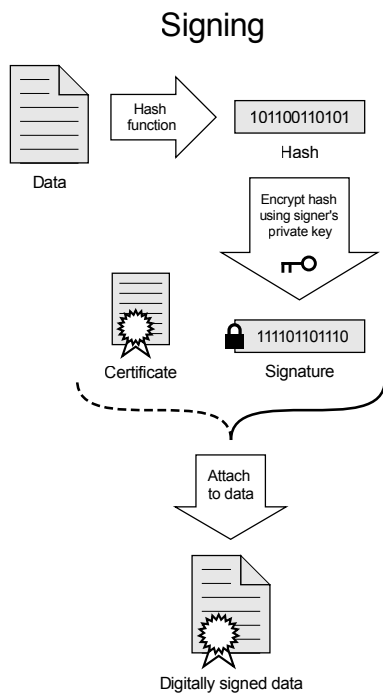 Signing
Hash
function
101100110101
Hash
Data
Encrypt hash
using signer's
private key
111101101110
Certificate
Signature
Attach
to data
Digitally signed data